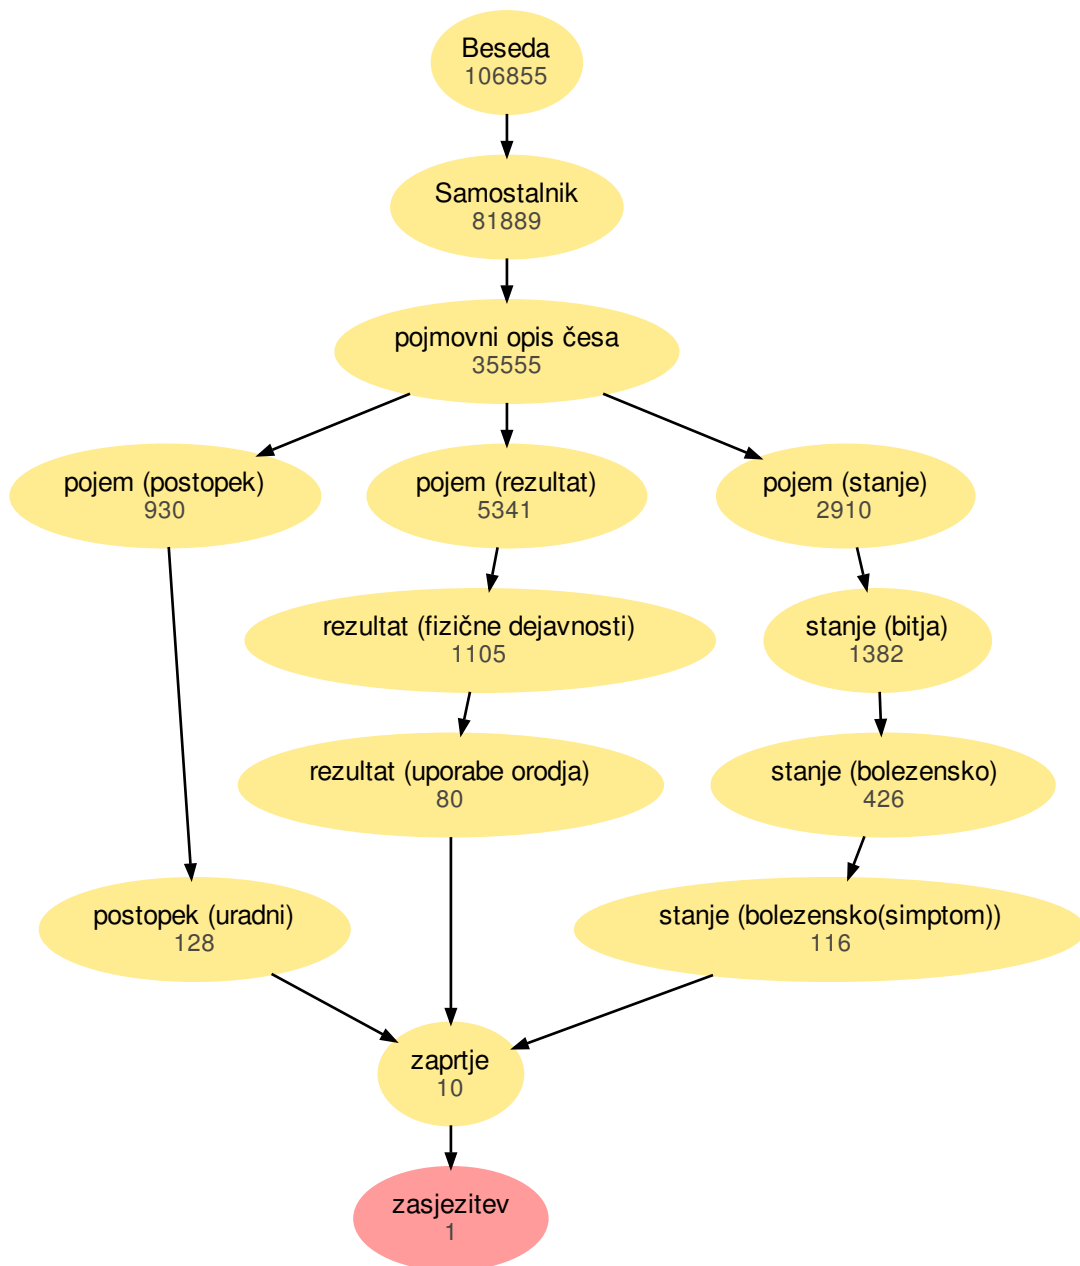 Beseda
106855
Samostalnik
81889
pojmovni opis česa
35555
pojem (postopek)
930
pojem (rezultat)
5341
pojem (stanje)
2910
rezultat (fizične dejavnosti)
1105
stanje (bitja)
1382
rezultat (uporabe orodja)
80
stanje (bolezensko)
426
postopek (uradni)
128
stanje (bolezensko(simptom))
116
zaprtje
10
zasjezitev
1